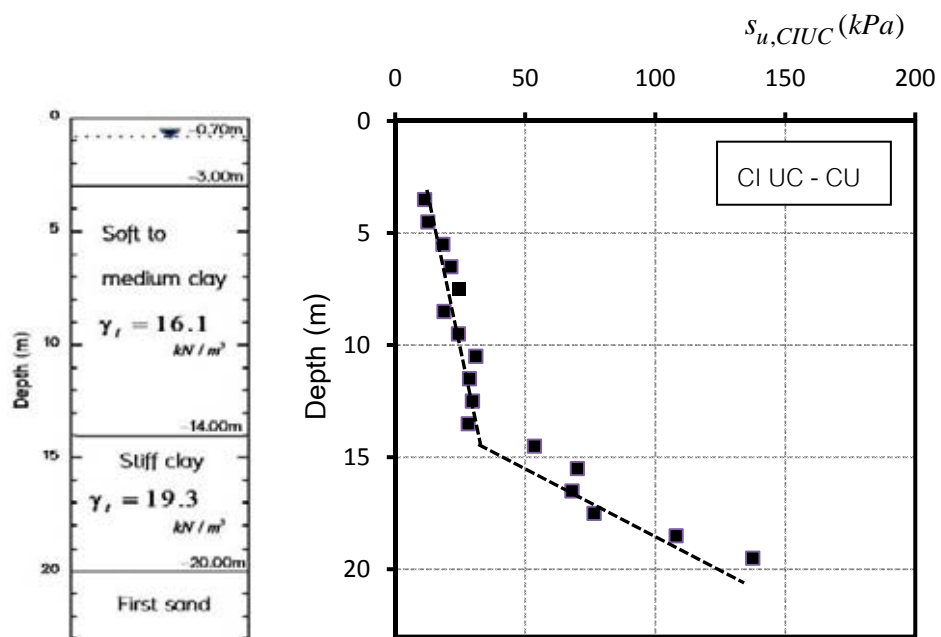 s_{u,CIUC} (kPa)
0 50 100 150 200
0
5
10
15
20
Depth (m)
CI UC - CU
0
5
10
15
20
Depth (m)
-0.70m
-3.00m
Soft to
medium clay
γ_t = 16.1
kN / m³
-14.00m
Stiff clay
γ_t = 19.3
kN / m³
-20.00m
First sand